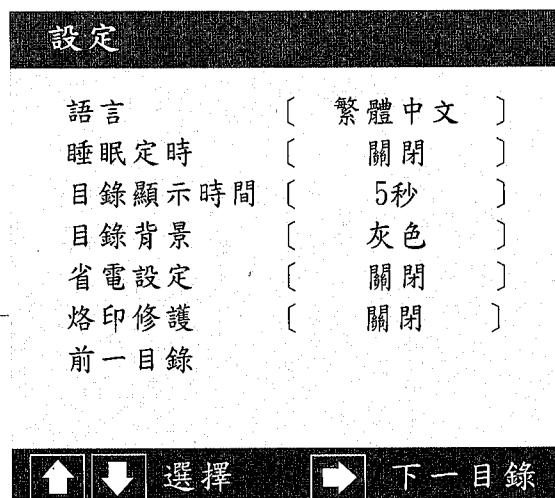 設定
語言 〔 繁體中文 〕
睡眠定時 〔 關閉 〕
目錄顯示時間 〔 5秒 〕
目錄背景 〔 灰色 〕
省電設定 〔 關閉 〕
烙印修護 〔 關閉 〕
前一目錄
選擇 下一目錄